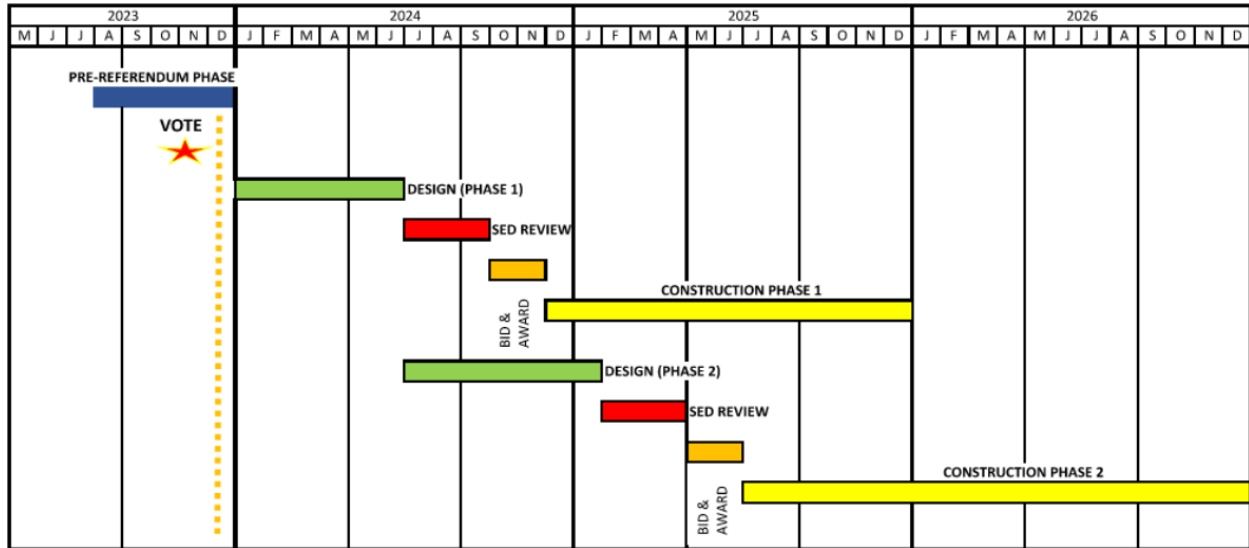 2023 2024 2025 2026
M J J A S O N D J F M A M J J A S O N D J F M A M J J A S O N D J F M A M J J A S O N D
PRE-REFERENDUM PHASE
VOTE
DESIGN (PHASE 1)
SED REVIEW
BID &
AWARD
CONSTRUCTION PHASE 1
DESIGN (PHASE 2)
SED REVIEW
BID &
AWARD
CONSTRUCTION PHASE 2